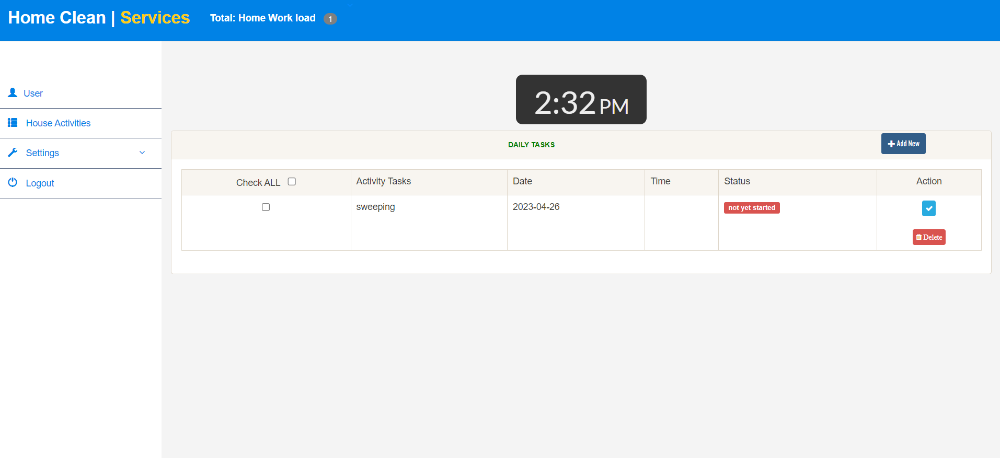 Home Clean | Services Total: Home Work load 1
User
House Activities
Settings
Logout
2:32 PM
DAILY TASKS
Add New
Check ALL Activity Tasks Date Time Status Action
sweeping 2023-04-26 not yet started
Delete